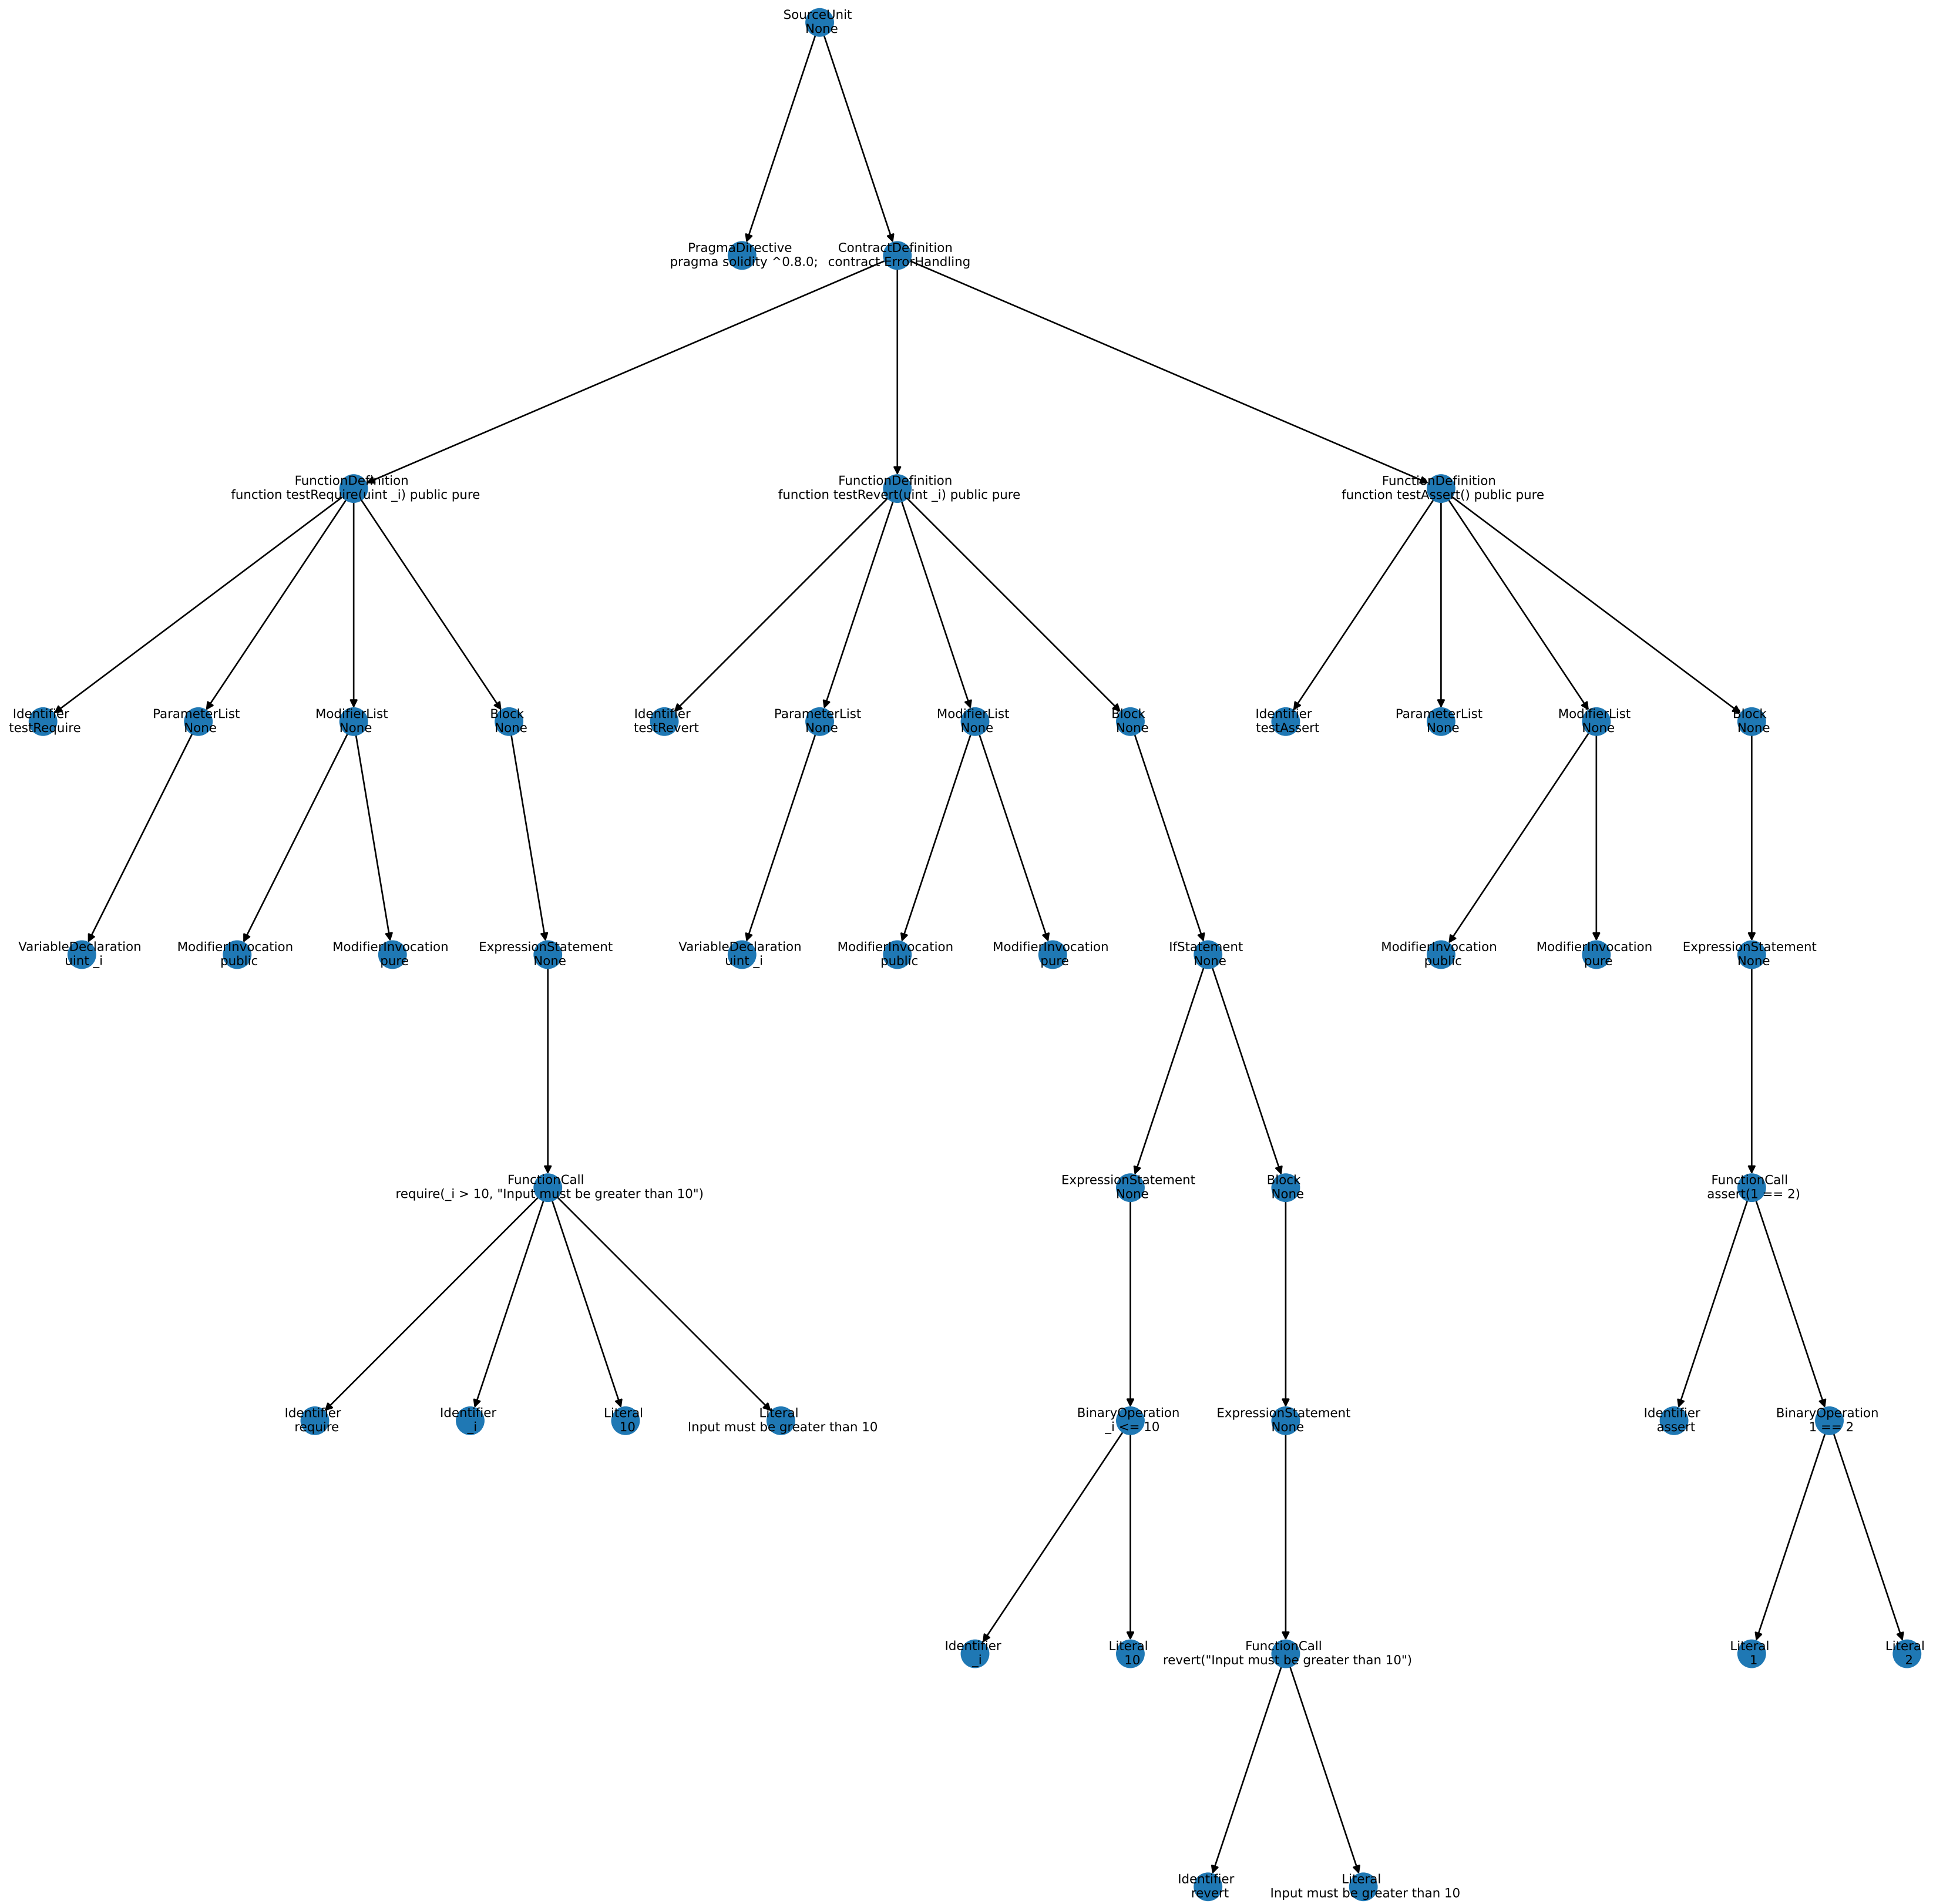 SourceUnit
None
PragmaDirective
pragma solidity ^0.8.0;
ContractDefinition
contract ErrorHandling
FunctionDefinition
function testRequire(uint _i) public pure
FunctionDefinition
function testRevert(uint _i) public pure
FunctionDefinition
function testAssert() public pure
Identifier
testRequire
ParameterList
None
ModifierList
None
Block
None
Identifier
testRevert
ParameterList
None
ModifierList
None
Block
None
Identifier
testAssert
ParameterList
None
ModifierList
None
Block
None
VariableDeclaration
uint _i
ModifierInvocation
public
ModifierInvocation
pure
ExpressionStatement
None
VariableDeclaration
uint _i
ModifierInvocation
public
ModifierInvocation
pure
IfStatement
None
ModifierInvocation
public
ModifierInvocation
pure
ExpressionStatement
None
FunctionCall
require(_i > 10, "Input must be greater than 10")
ExpressionStatement
None
Block
None
FunctionCall
assert(1 == 2)
Identifier
require
Identifier
_i
Literal
10
Literal
Input must be greater than 10
BinaryOperation
_i <= 10
ExpressionStatement
None
Identifier
assert
BinaryOperation
1 == 2
Identifier
_i
Literal
10
FunctionCall
revert("Input must be greater than 10")
Literal
1
Literal
2
Identifier
revert
Literal
Input must be greater than 10